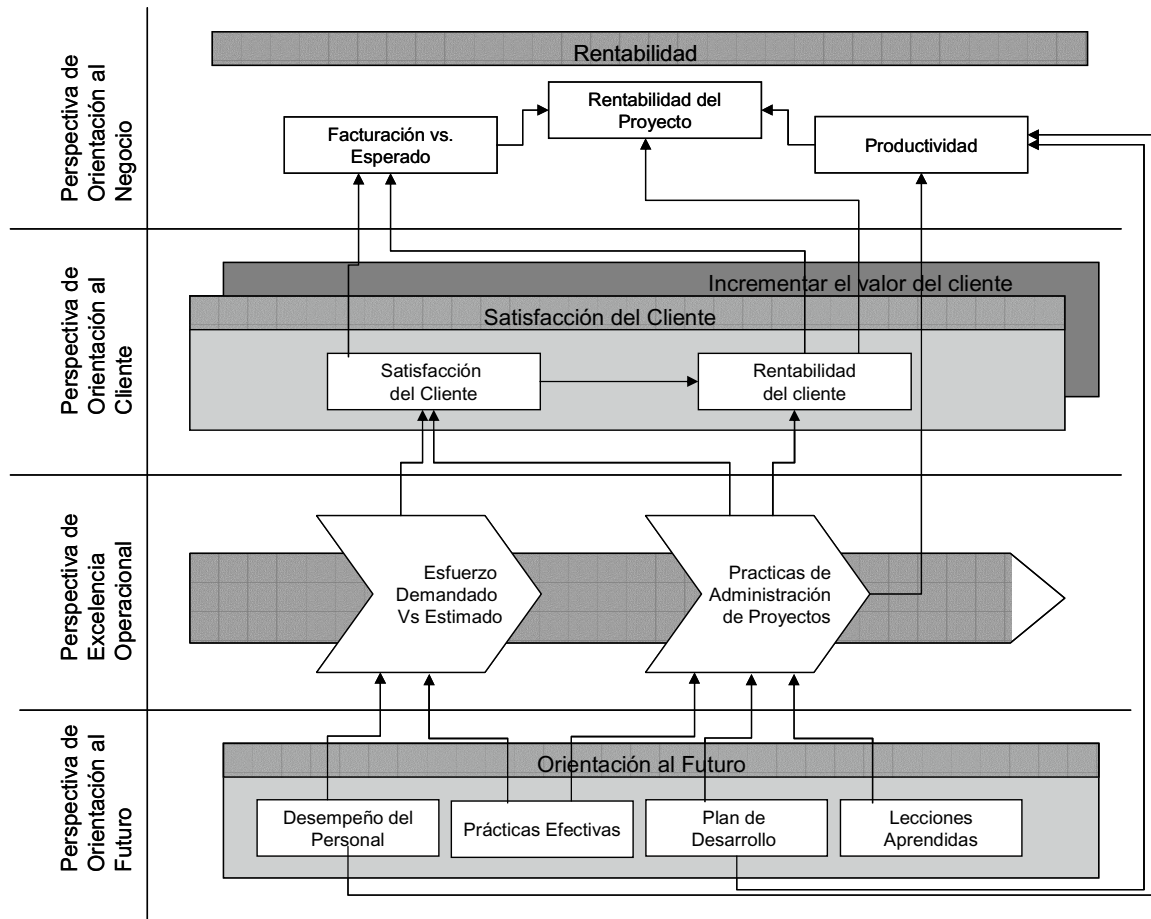 Perspectiva de
Orientación al
Negocio
Rentabilidad
Rentabilidad del
Proyecto
Facturación vs.
Esperado
Productividad
Perspectiva de
Orientación al
Cliente
Incrementar el valor del cliente
Satisfacción del Cliente
Satisfacción
del Cliente
Rentabilidad
del cliente
Perspectiva de
Excelencia
Operacional
Esfuerzo
Demandado
Vs Estimado
Practicas de
Administración
de Proyectos
Perspectiva de
Orientación al
Futuro
Orientación al Futuro
Desempeño del
Personal
Prácticas Efectivas
Plan de
Desarrollo
Lecciones
Aprendidas